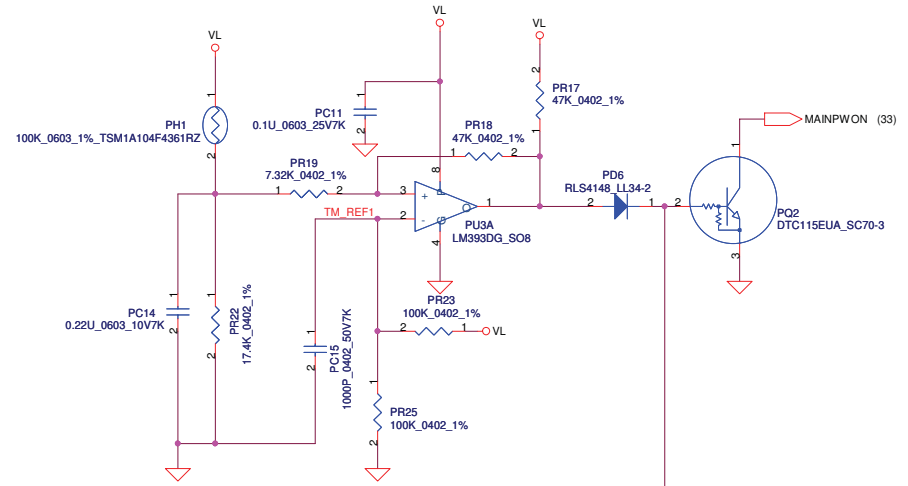 VL
VL
VL
1
2
PH1
100K_0603_1%_TSM1A104F4361RZ
PC11
0.1U_0603_25V7K
1
2
2
1
PR17
47K_0402_1%
PR18
47K_0402_1%
1
2
MAINPWON (33)
PR19
7.32K_0402_1%
1
2
8
3
+
P
2
-
G
O
1
4
TM_REF1
PU3A
LM393DG_SO8
PD6
RLS4148_LL34-2
2
1
2
1
3
PQ2
DTC115EUA_SC70-3
1
2
PC14
0.22U_0603_10V7K
1
2
PR22
17.4K_0402_1%
1
2
PC15
1000P_0402_50V7K
PR23
100K_0402_1%
2
1
VL
1
2
PR25
100K_0402_1%